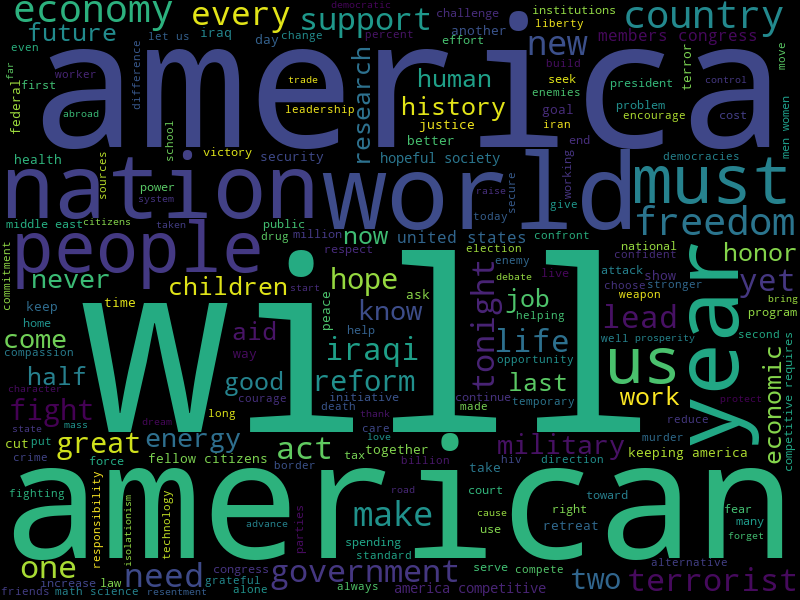 economy
every
support
challenge
institutions
liberty
country
democratic
future
let us
iraq
day
change
percent
another
effort
new
members congress
even
worker
difference
america
research
human
build
seek
enemies
president
terror
move
far
first
federal
abroad
trade
leadership
history
justice
goal
iran
problem
encourage
control
cost
men women
school
better
end
health
sources
victory
security
hopeful society
working
democracies
nation
power
system
world
raise
secure
give
must
middle east
citizens
taken
today
freedom
people
public
drug
million
now
united states
election
confront
national
confident
honor
respect
commitment
never
children
start
hope
enemy
debate
live
attack
show
choose
stronger
yet
bring
keep
time
peace
ask
know
tonight
job
helping
weapon
lead
year
program
home
come
compassion
aid
way
help
iraqi
life
opportunity
well
prosperity
second
will
us
half
good
reform
last
economic
competitive requires
character
courage
initiative
continue
temporary
work
protect
fight
long
death
thank
made
reduce
state
mass
dream
care
cut
put
great
energy
love
act
together
military
murder
keeping america
crime
force
fellow citizens
border
tax
billion
take
hiv
direction
american
fighting
responsibility
isolationism
technology
road
make
court
cause
use
right
retreat
toward
fear
many
forget
advance
parties
spending
standard
one
increase
law
need
congress
grateful
government
serve
compete
two
alternative
terrorist
friends
math science
resentment
alone
always
america competitive